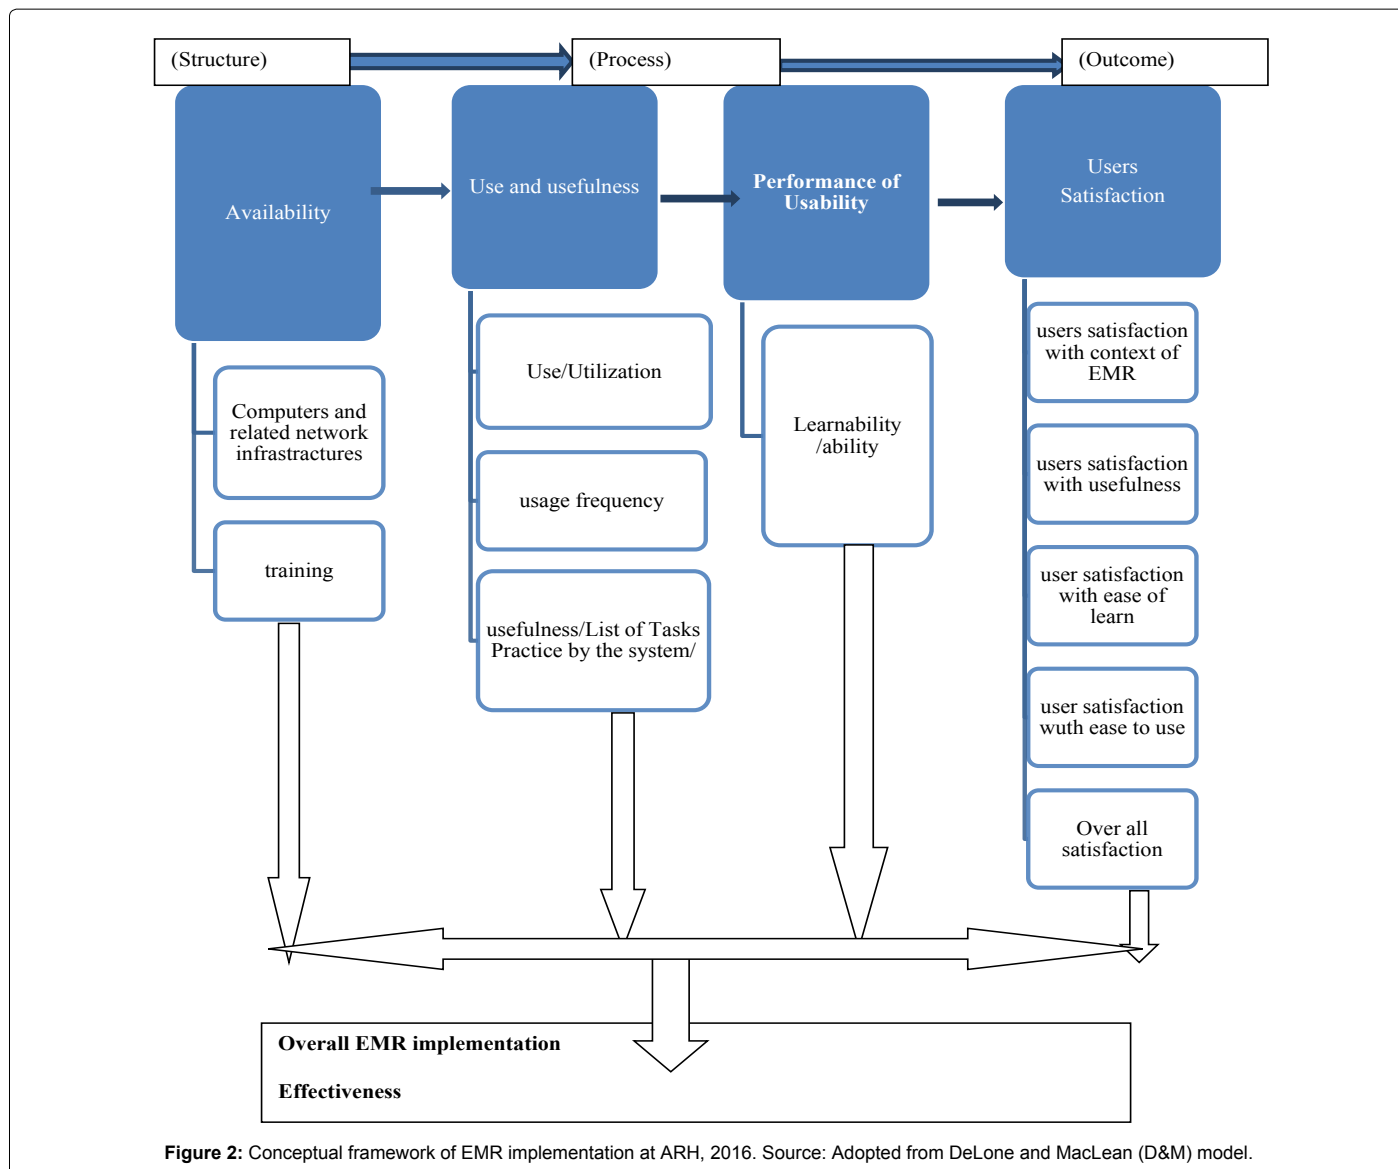 (Structure)
(Process)
(Outcome)
Availability
Use and usefulness
Performance of
Usability
Users
Satisfaction
Computers and
related network
infrastractures
training
Use/Utilization
usage frequency
usefulness/List of Tasks
Practice by the system/
Learnability
/ability
users satisfaction
with context of
EMR
users satisfaction
with usefulness
user satisfaction
with ease of
learn
user satisfaction
wuth ease to use
Over all
satisfaction
Overall EMR implementation
Effectiveness
Figure 2: Conceptual framework of EMR implementation at ARH, 2016. Source: Adopted from DeLone and MacLean (D&M) model.